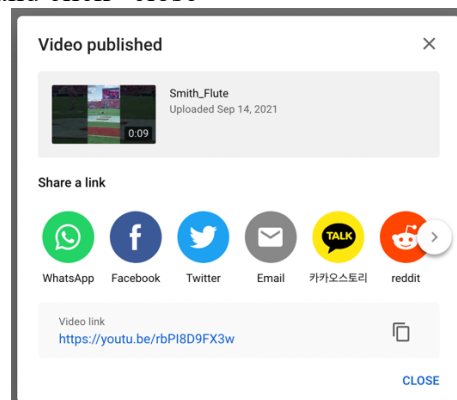 Video published
Smith_Flute
Uploaded Sep 14, 2021
0:09
Share a link
TALK
WhatsApp Facebook Twitter Email 카카오스토리 reddit
Video link
https://youtu.be/rbPI8D9FX3w
CLOSE